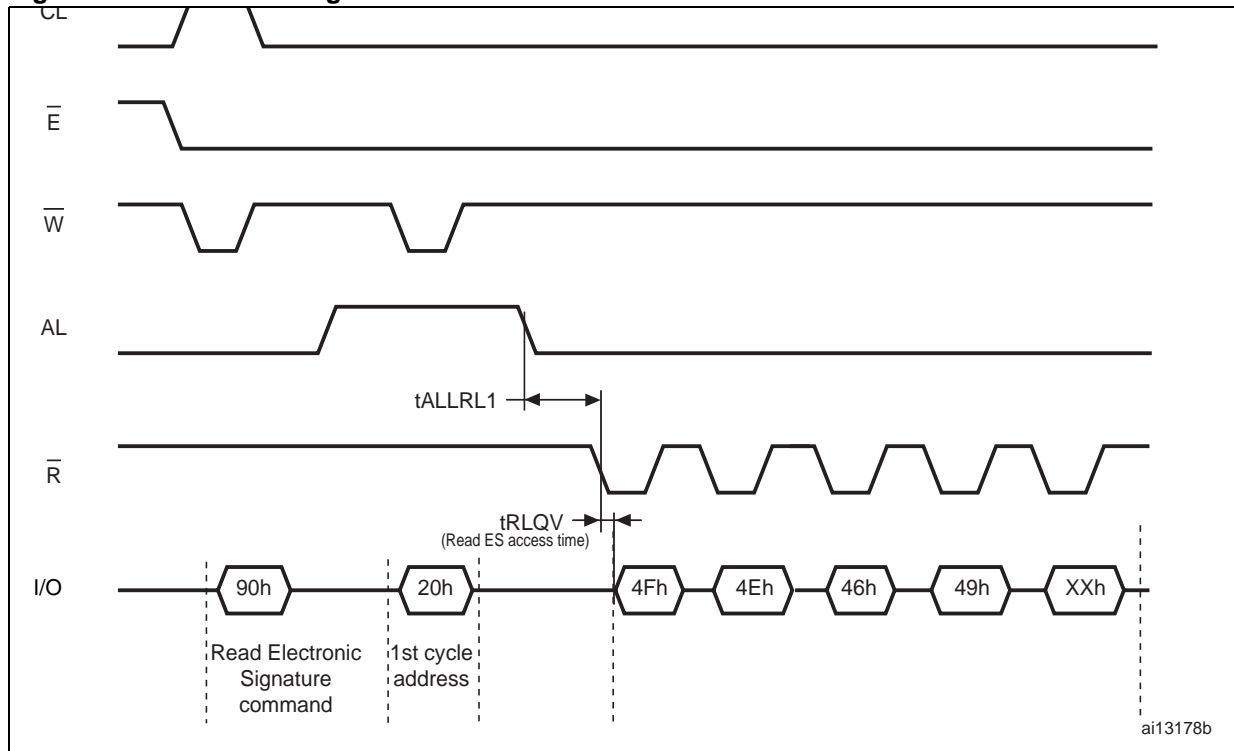 CL
E
W
AL
tALLRL1
R
tRLQV
(Read ES access time)
I/O
90h
20h
4Fh
4Eh
46h
49h
XXh
Read Electronic
Signature
command
1st cycle
address
ai13178b